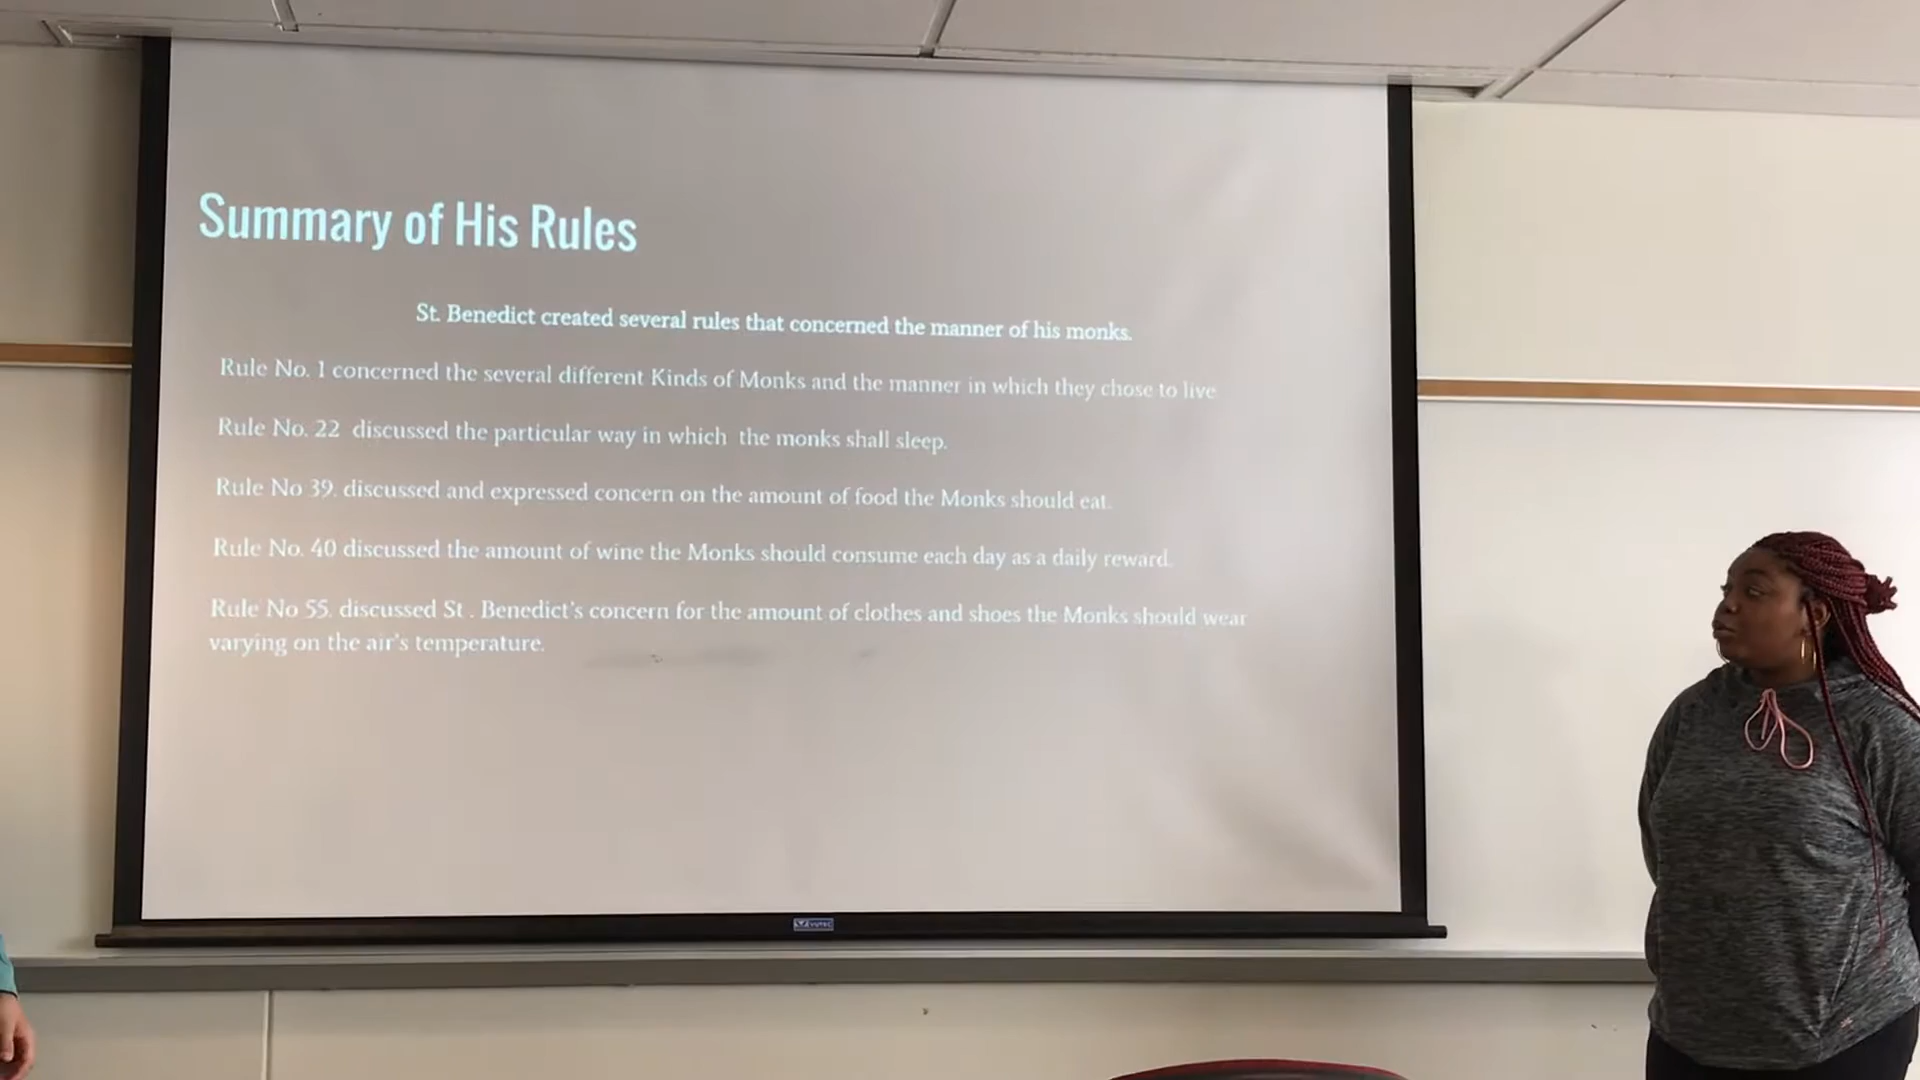 Summary of His Rules
St. Benedict created several rules that concerned the manner of his monks.
Rule No. 1 concerned the several different Kinds of Monks and the manner in which they chose to live
Rule No. 22 discussed the particular way in which the monks shall sleep.
Rule No 39. discussed and expressed concern on the amount of food the Monks should eat.
Rule No. 40 discussed the amount of wine the Monks should consume each day as a daily reward.
Rule No 55. discussed St . Benedict's concern for the amount of clothes and shoes the Monks should wear
varying on the air's temperature.